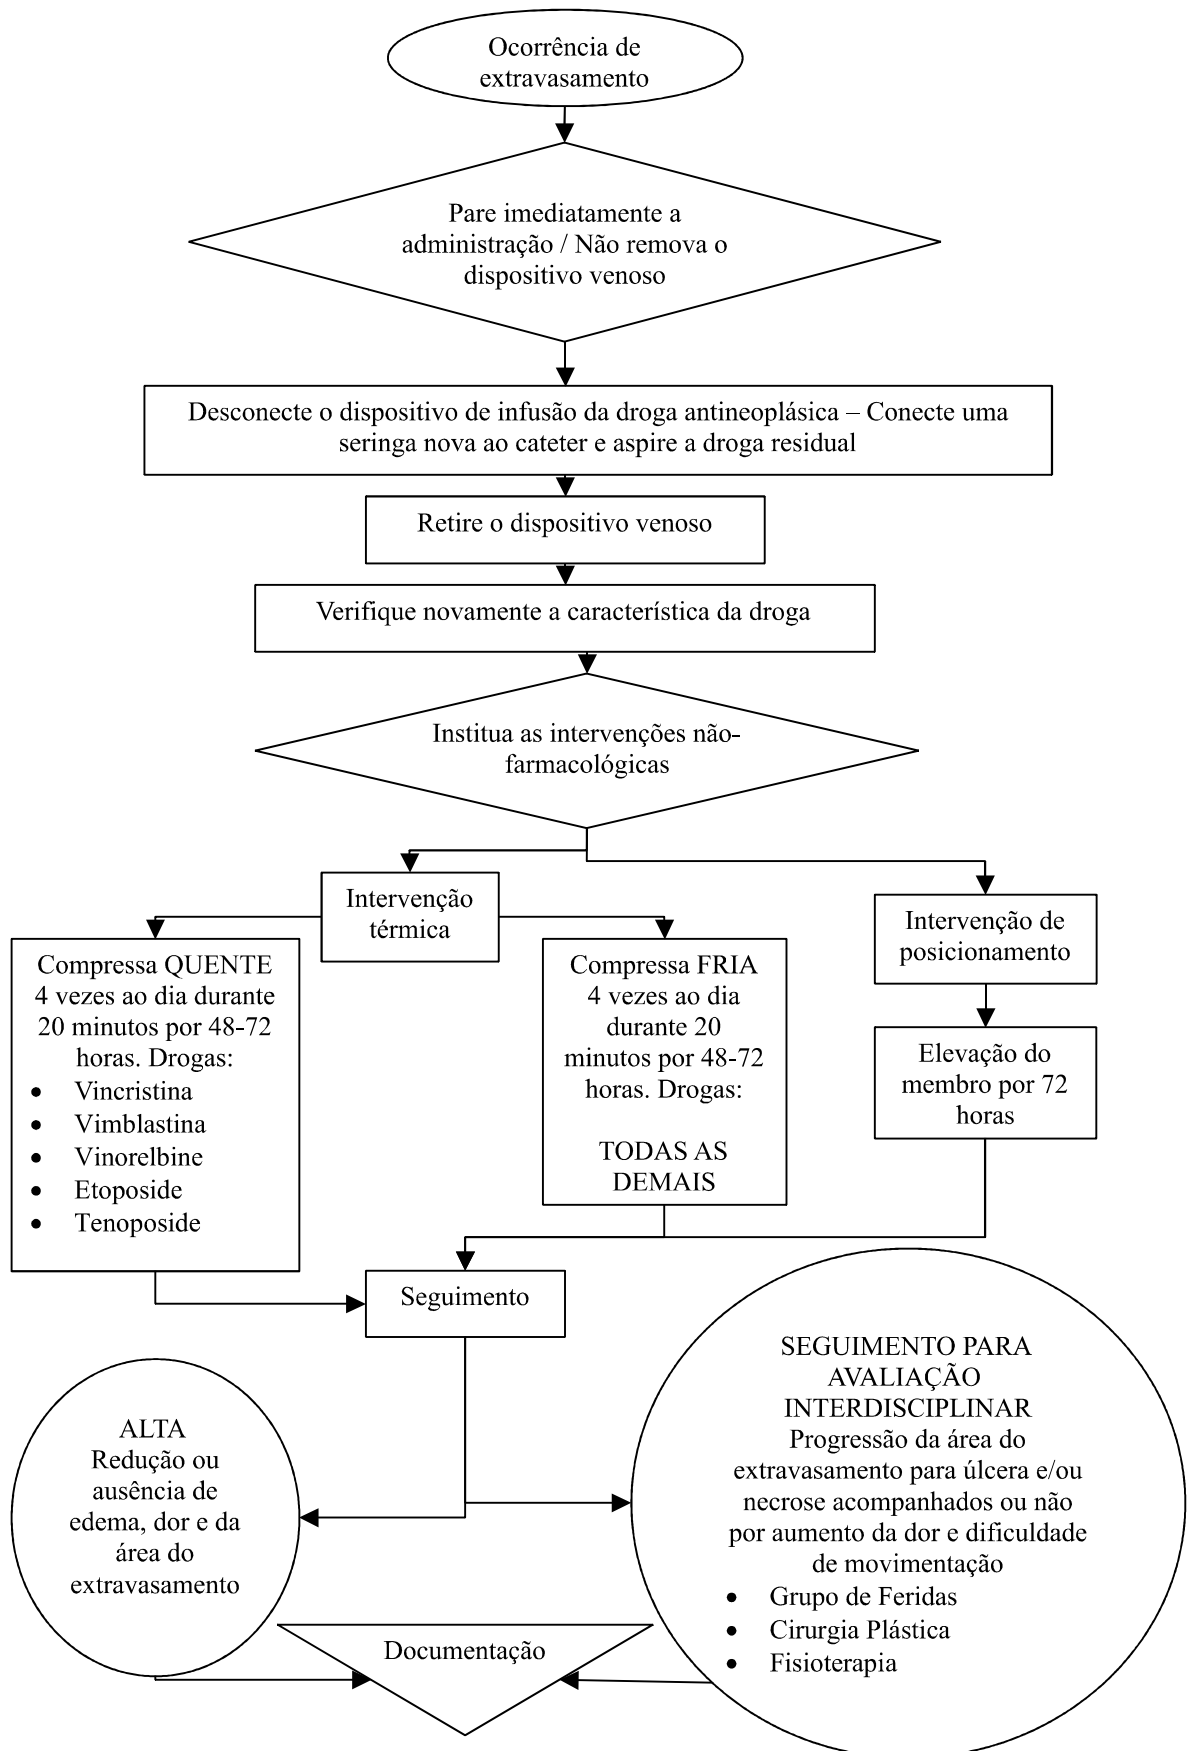 Ocorrência de
extravasamento
Pare imediatamente a
administração / Não remova o
dispositivo venoso
Desconecte o dispositivo de infusão da droga antineoplásica – Conecte uma
seringa nova ao cateter e aspire a droga residual
Retire o dispositivo venoso
Verifique novamente a característica da droga
Institua as intervenções não-
farmacológicas
Intervenção
térmica
Intervenção de
posicionamento
Compressa QUENTE
4 vezes ao dia durante
20 minutos por 48-72
horas. Drogas:
• Vincristina
• Vimblastina
• Vinorelbine
• Etoposide
• Tenoposide
Compressa FRIA
4 vezes ao dia
durante 20
minutos por 48-72
horas. Drogas:
TODAS AS
DEMAIS
Elevação do
membro por 72
horas
Seguimento
ALTA
Redução ou
ausência de
edema, dor e da
área do
extravasamento
SEGUIMENTO PARA
AVALIAÇÃO
INTERDISCIPLINAR
Progressão da área do
extravasamento para úlcera e/ou
necrose acompanhados ou não
por aumento da dor e dificuldade
de movimentação
• Grupo de Feridas
• Cirurgia Plástica
• Fisioterapia
Documentação